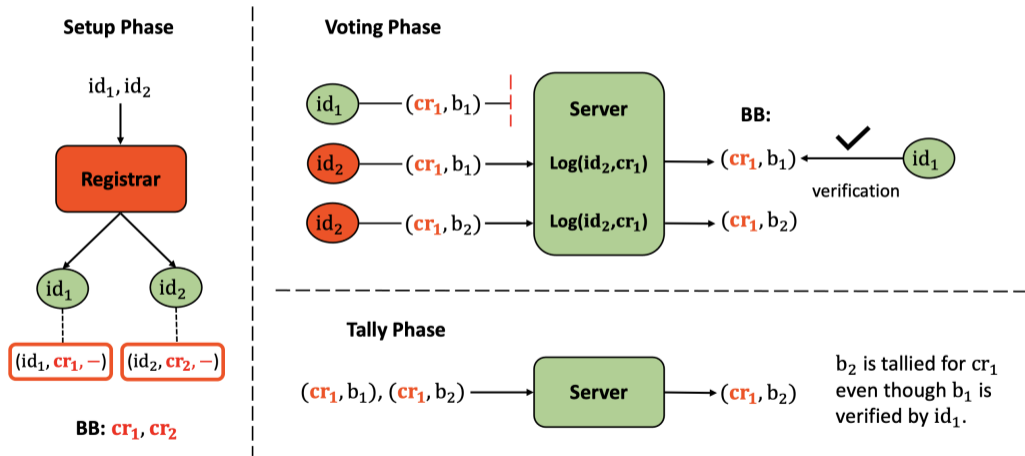 Setup Phase
id₁, id₂
Registrar
id₁
id₂
(id₁, cr₁, −)
(id₂, cr₂, −)
BB: cr₁, cr₂
Voting Phase
id₁
(cr₁, b₁)
Server
BB:
id₂
(cr₁, b₁)
Log(id₂,cr₁)
(cr₁, b₁)
id₁
verification
id₂
(cr₁, b₂)
Log(id₂,cr₁)
(cr₁, b₂)
Tally Phase
(cr₁, b₁), (cr₁, b₂)
Server
(cr₁, b₂)
b₂ is tallied for cr₁
even though b₁ is
verified by id₁.